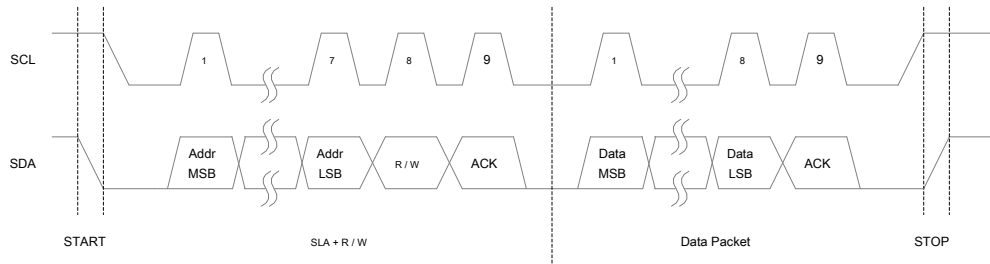 SCL
1
7
8
9
1
8
9
SDA
Addr
MSB
Addr
LSB
R / W
ACK
Data
MSB
Data
LSB
ACK
START
SLA + R / W
Data Packet
STOP